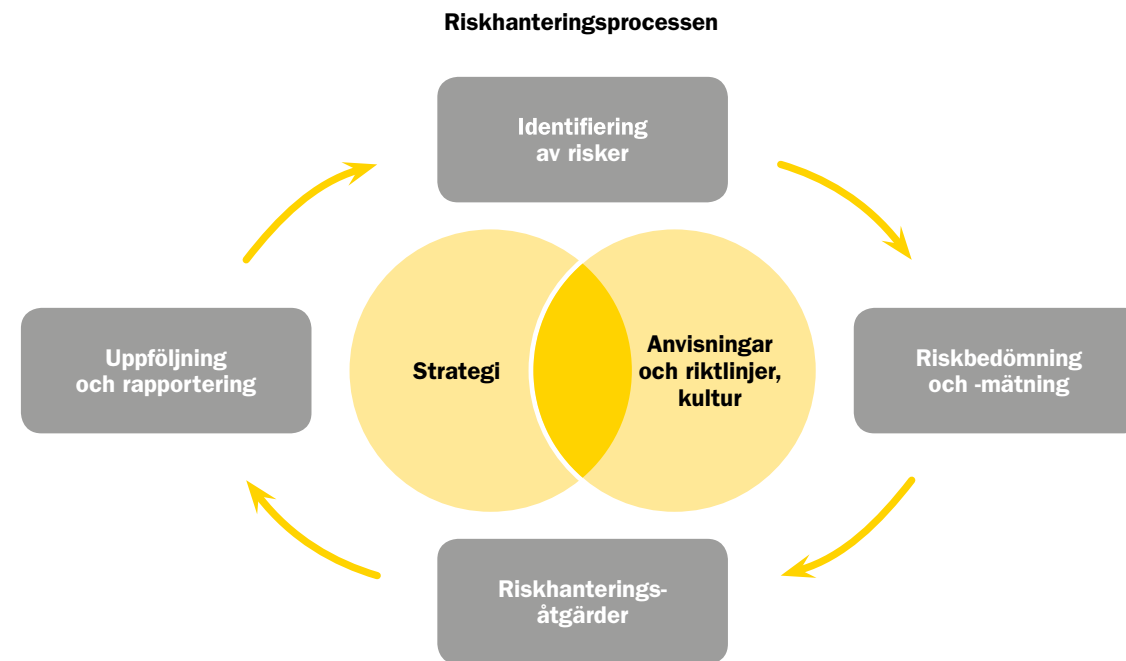 Riskhanteringsprocessen
Identifiering
av risker
Uppföljning
och rapportering
Strategi
Anvisningar
och riktlinjer,
kultur
Riskbedömning
och -mätning
Riskhanterings-
åtgärder